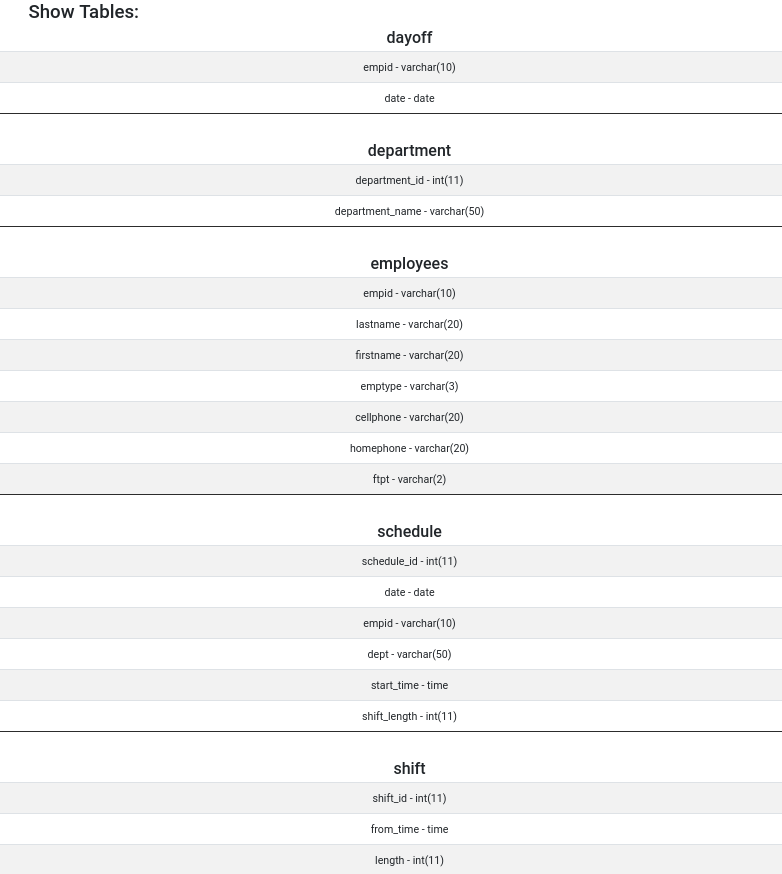 Show Tables:
dayoff
empid - varchar(10)
date - date
department
department_id - int(11)
department_name - varchar(50)
employees
empid - varchar(10)
lastname - varchar(20)
firstname - varchar(20)
emptype - varchar(3)
cellphone - varchar(20)
homephone - varchar(20)
ftpt - varchar(2)
schedule
schedule_id - int(11)
date - date
empid - varchar(10)
dept - varchar(50)
start_time - time
shift_length - int(11)
shift
shift_id - int(11)
from_time - time
length - int(11)